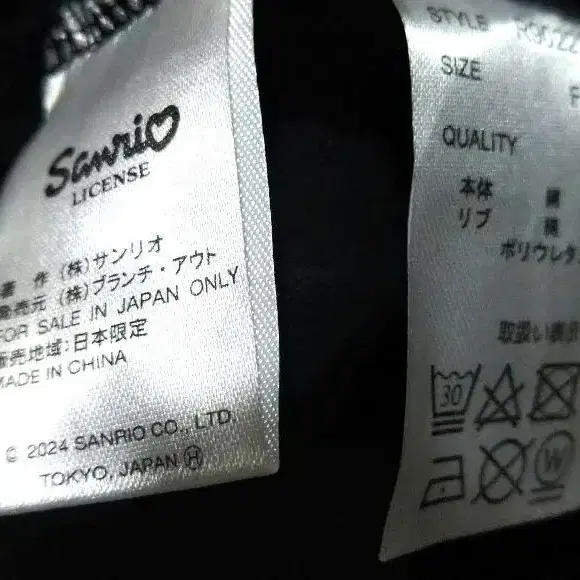 Sanrio
LICENSE
著 作 (株)サンリオ
発売元 (株)ブランチ・アウト
FOR SALE IN JAPAN ONLY
販売地域:日本限定
MADE IN CHINA
© 2024 SANRIO CO., LTD.
TOKYO, JAPAN Ⓗ
STYLE
SIZE F
QUALITY
本体 綿
リブ 綿
ポリウレタ
取扱い表示
30
W